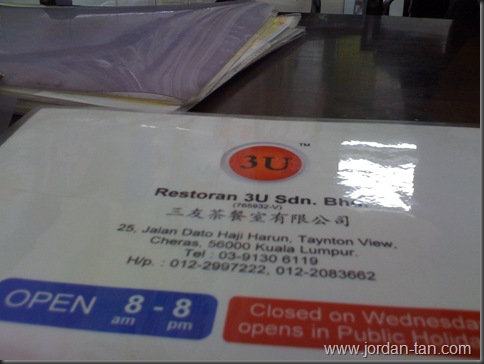 3U
TM
Restoran 3U Sdn. Bhd.
(765932-V)
三友茶餐室有限公司
25, Jalan Dato Haji Harun, Taynton View,
Cheras, 56000 Kuala Lumpur.
Tel : 03-9130 6119
H/p. : 012-2997222, 012-2083662
OPEN 8 am - 8 pm
Closed on Wednesda
opens in Public Holi
www.jordan-tan.com